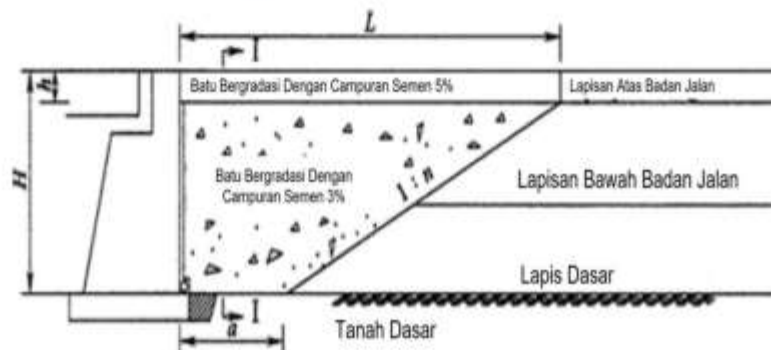 L
I
h
Batu Bergradasi Dengan Campuran Semen 5%
Lapisan Atas Badan Jalan
H
Batu Bergradasi Dengan
Campuran Semen 3%
1 : n
Lapisan Bawah Badan Jalan
Lapis Dasar
a
I
Tanah Dasar